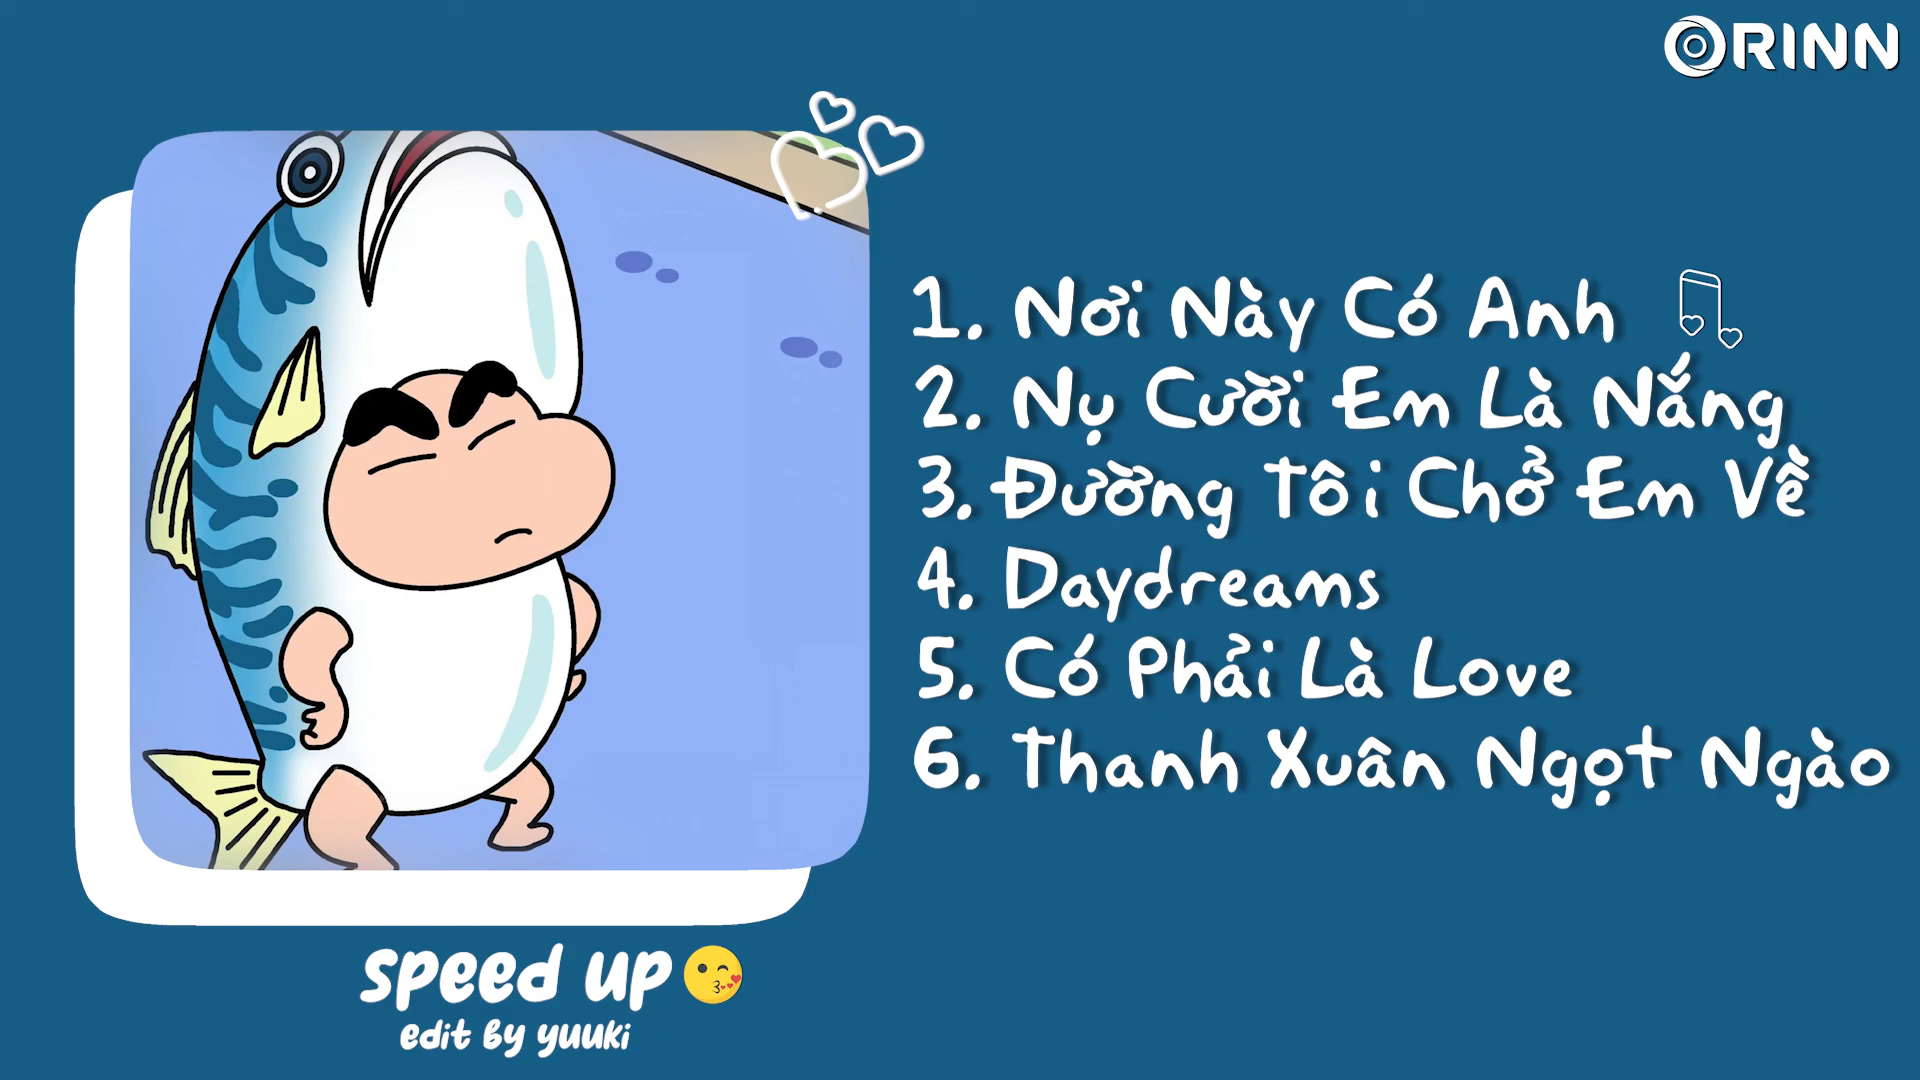 ORINN
1. Nơi Này Có Anh
2. Nụ Cười Em Là Nắng
3. Đường Tôi Chở Em Về
4. Daydreams
5. Có Phải Là Love
6. Thanh Xuân Ngọt Ngào
speed up😘
edit by yuuki